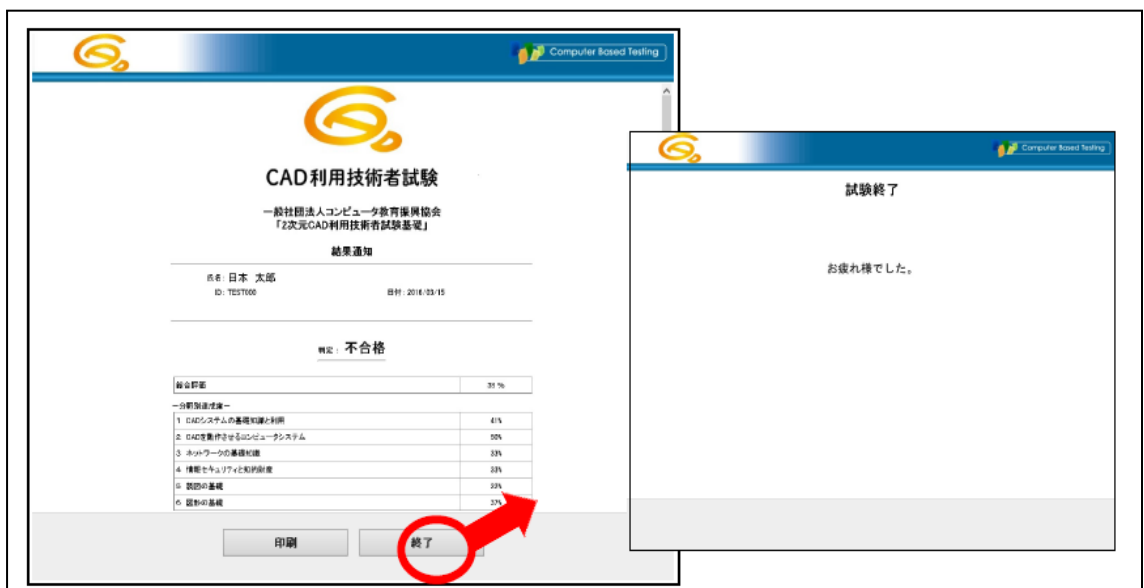 Computer Based Testing
CAD利用技術者試験
一般社団法人コンピュータ教育振興協会
「2次元CAD利用技術者試験基礎」
結果通知
氏名: 日本 太郎
ID: TEST000
日付: 2016/03/15
判定: 不合格
総合評価
ー分野別達成度ー
1 CADシステムの基礎知識と利用 41%
2 CADを動作させるコンピュータシステム 50%
3 ネットワークの基礎知識 33%
4 情報セキュリティと知的財産 33%
5 製図の基礎 33%
6 図形の基礎
印刷
終了
Computer Based Testing
試験終了
お疲れ様でした。